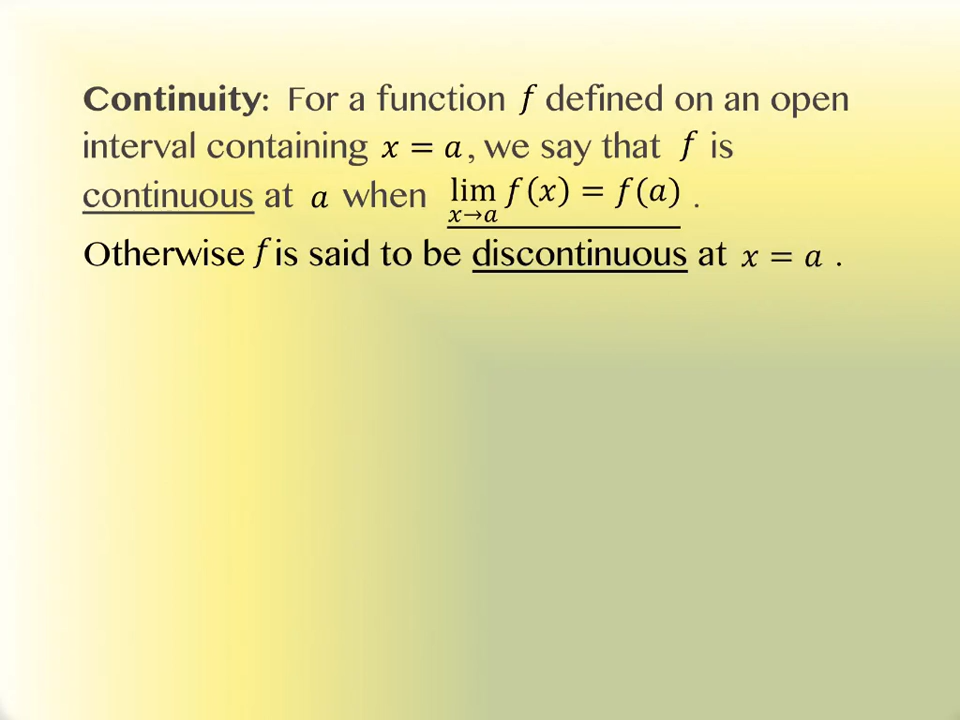 Continuity: For a function f defined on an open
interval containing x = a, we say that f is
continuous at a when lim x→a f(x) = f(a).
Otherwise f is said to be discontinuous at x = a.